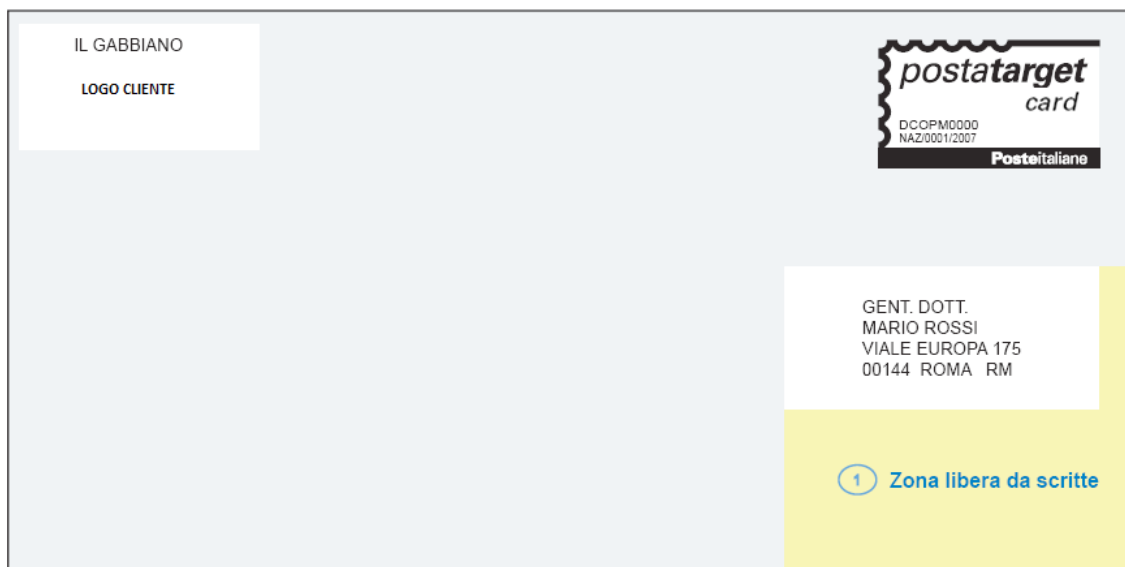 IL GABBIANO
LOGO CLIENTE
postatarget
card
DCOPM0000
NAZ/0001/2007
Posteitaliane
GENT. DOTT.
MARIO ROSSI
VIALE EUROPA 175
00144 ROMA RM
1 Zona libera da scritte